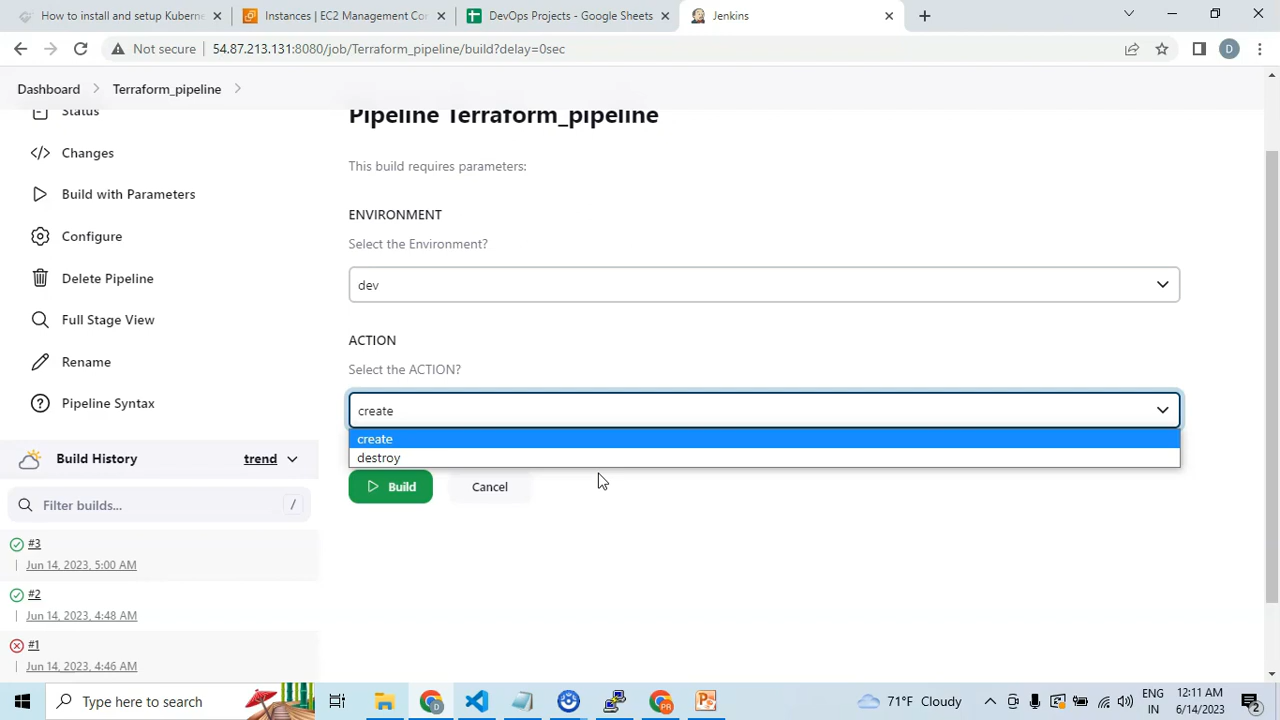 How to install and setup Kubern
Instances | EC2 Manageme
DevOps Projects - Google Sheets
Jenkins
Not secure
54.87.213.131:8080/job/Terraform_pipeline/build?delay=0sec
D
Dashboard
Terraform_pipeline
Status
Changes
Build with Parameters
Configure
Delete Pipeline
Full Stage View
Rename
Pipeline Syntax
Build History
trend
Filter builds...
/
#3
Jun 14, 2023, 5:00 AM
#2
Jun 14, 2023, 4:48 AM
#1
Jun 14, 2023, 4:46 AM
Pipeline Terraform_pipeline
This build requires parameters:
ENVIRONMENT
Select the Environment?
dev
ACTION
Select the ACTION?
create
create
destroy
Build
Cancel
Type here to search
71°F Cloudy
ENG
IN
12:11 AM
6/14/2023
2